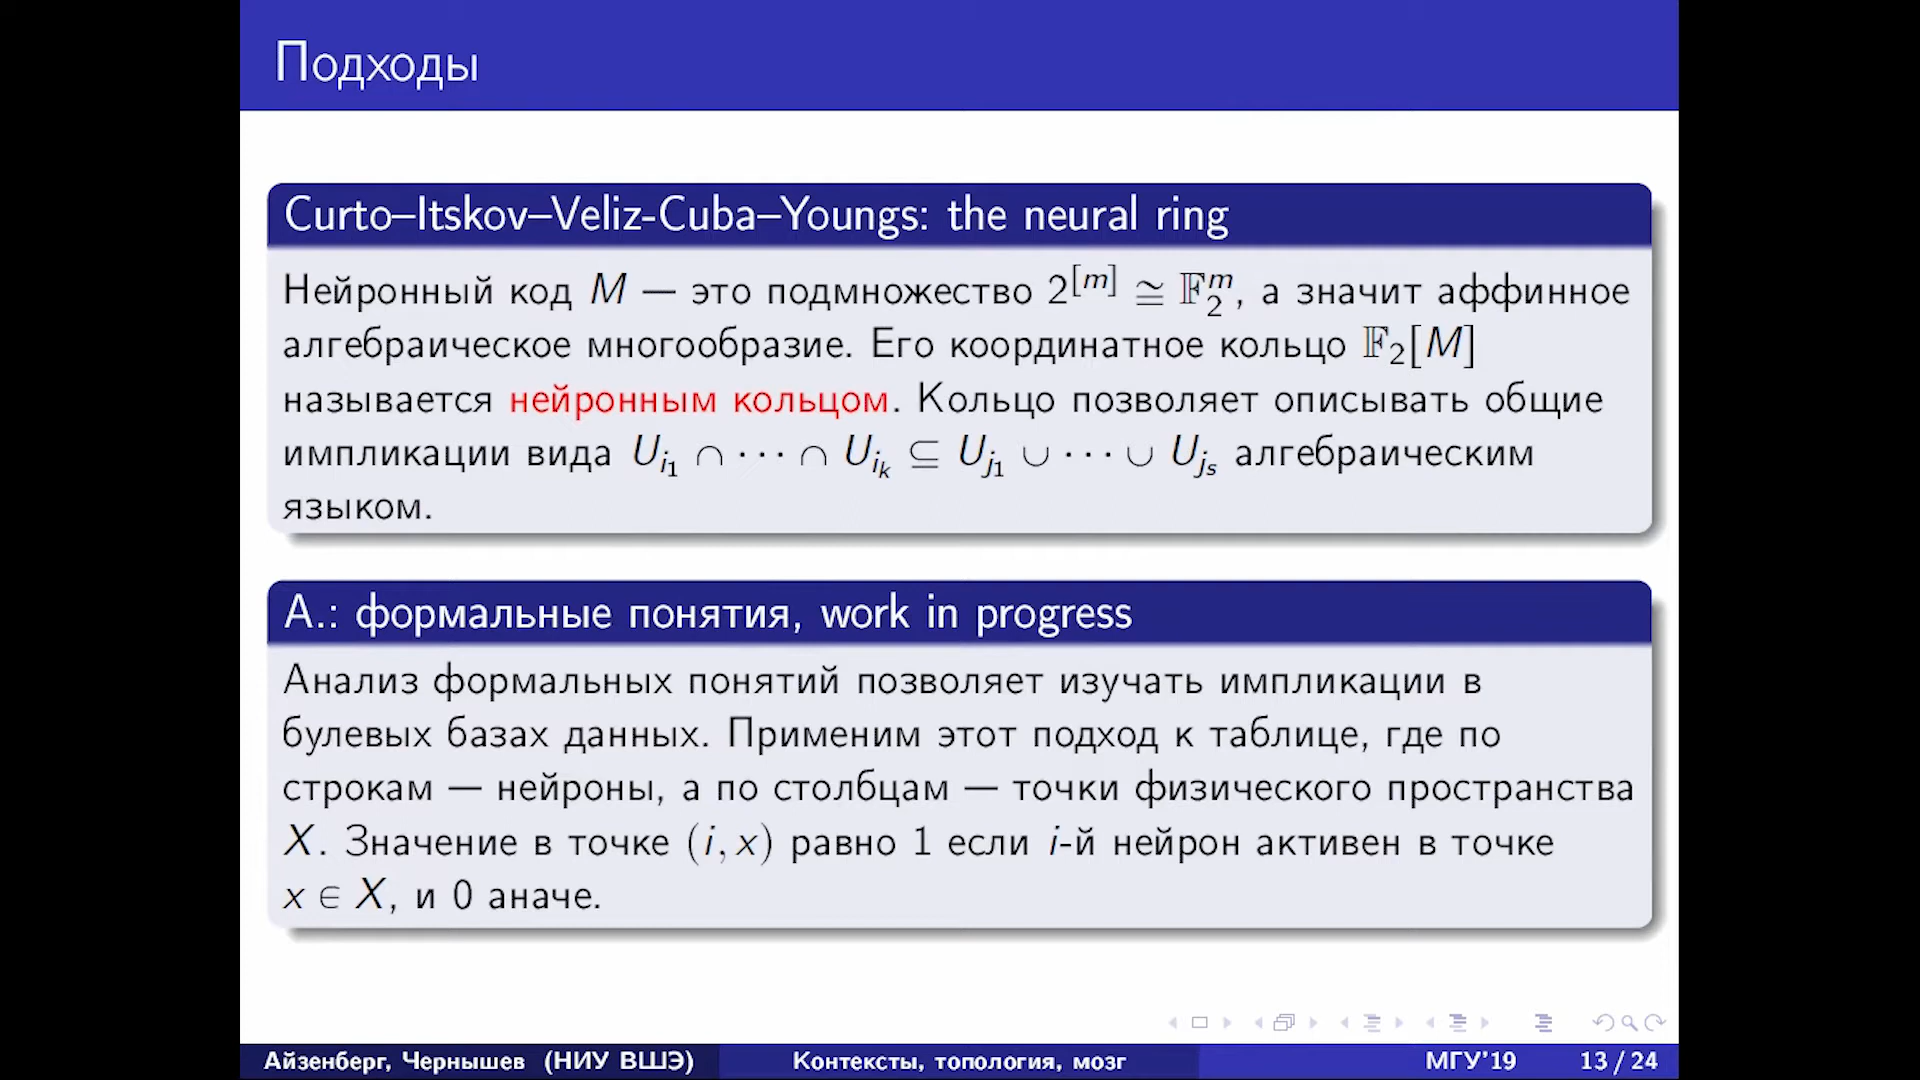 Подходы
Curto–Itskov–Veliz-Cuba–Youngs: the neural ring
Нейронный код M — это подмножество 2^{[m]} ≅ 𝔽_2^m, а значит аффинное
алгебраическое многообразие. Его координатное кольцо 𝔽_2[M]
называется нейронным кольцом. Кольцо позволяет описывать общие
импликации вида U_{i_1} ∩ ··· ∩ U_{i_k} ⊆ U_{j_1} ∪ ··· ∪ U_{j_s} алгебраическим
языком.
А.: формальные понятия, work in progress
Анализ формальных понятий позволяет изучать импликации в
булевых базах данных. Применим этот подход к таблице, где по
строкам — нейроны, а по столбцам — точки физического пространства
X. Значение в точке (i, x) равно 1 если i-й нейрон активен в точке
x ∈ X, и 0 аначе.
Айзенберг, Чернышев (НИУ ВШЭ) Контексты, топология, мозг МГУ'19 13 / 24